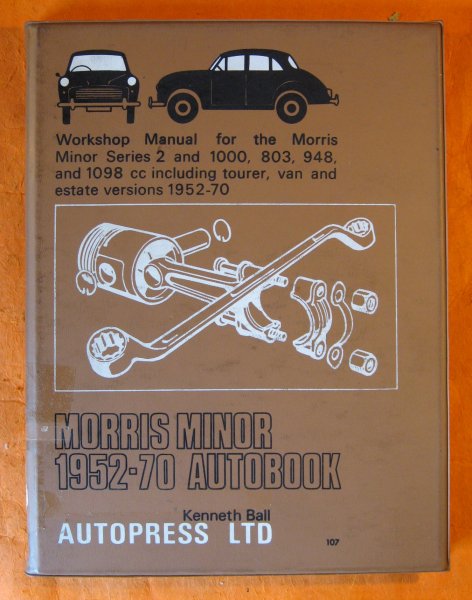 Workshop Manual for the Morris
Minor Series 2 and 1000, 803, 948,
and 1098 cc including tourer, van and
estate versions 1952-70
MORRIS MINOR
1952-70 AUTOBOOK
Kenneth Ball
AUTOPRESS LTD
107